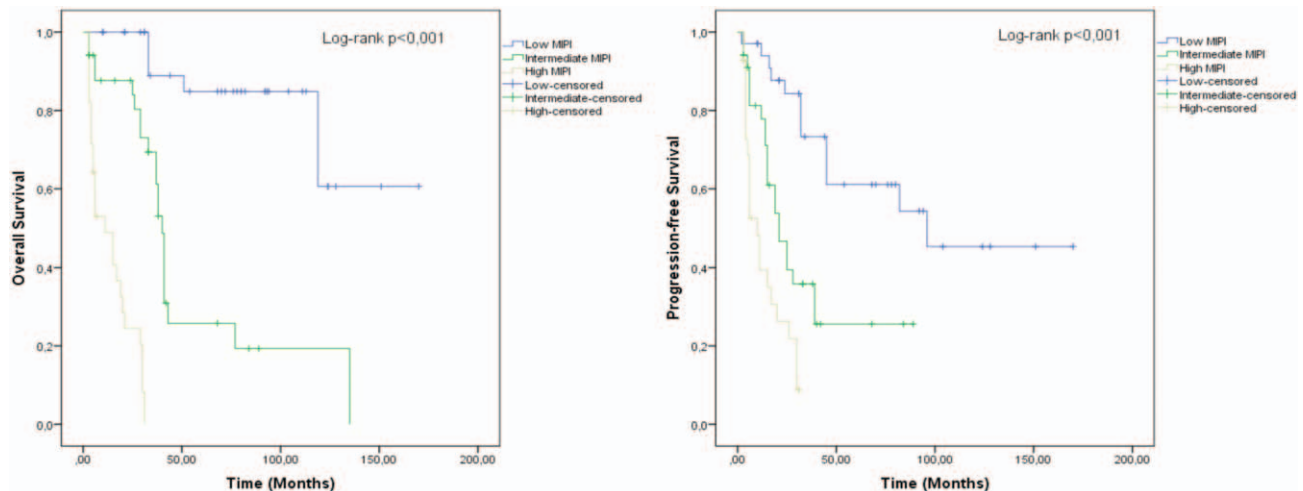 Log-rank p<0,001
Low MIPI
Intermediate MIPI
High MIPI
Low-censored
Intermediate-censored
High-censored
1,0
0,8
0,6
0,4
0,2
0,0
Overall Survival
,00 50,00 100,00 150,00 200,00
Time (Months)
Log-rank p<0,001
Low MIPI
Intermediate MIPI
High MIPI
Low-censored
Intermediate-censored
High-censored
1,0
0,8
0,6
0,4
0,2
0,0
Progression-free Survival
,00 50,00 100,00 150,00 200,00
Time (Months)